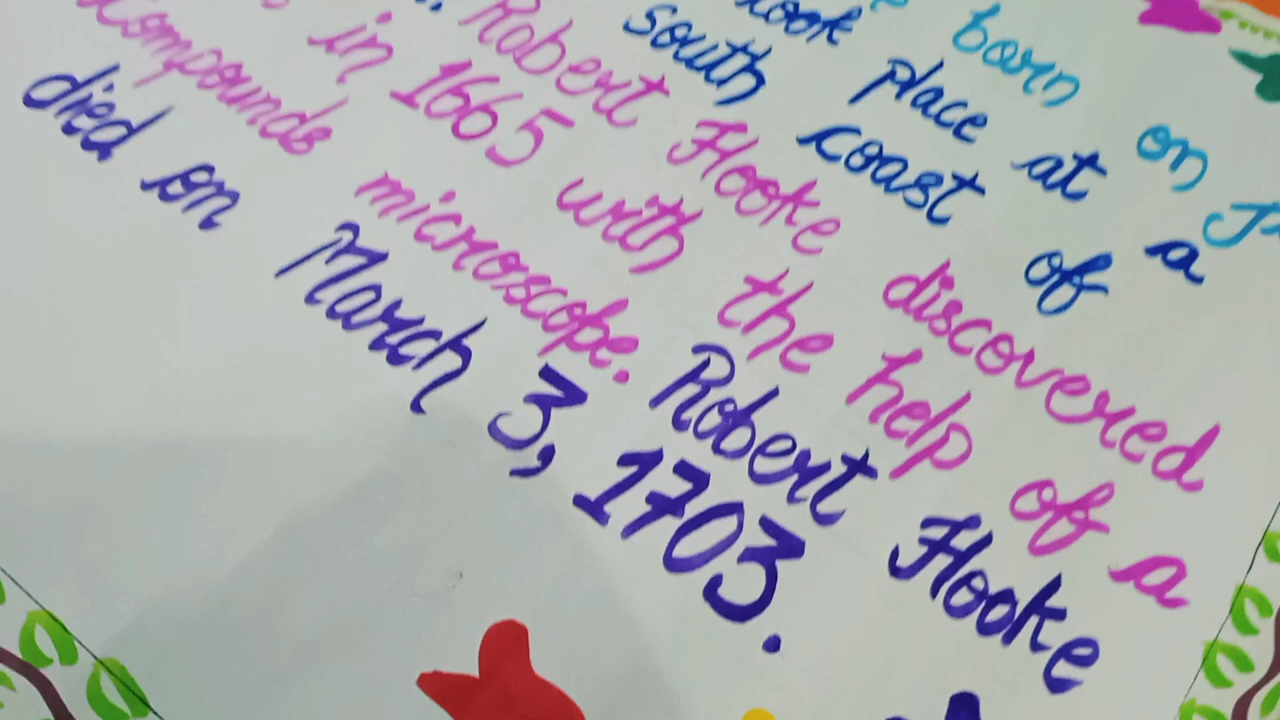 born on
took place at a
south coast of
Robert Hooke discovered
in 1665 with the help of a
compounds microscope. Robert Hooke
died on March 3, 1703.